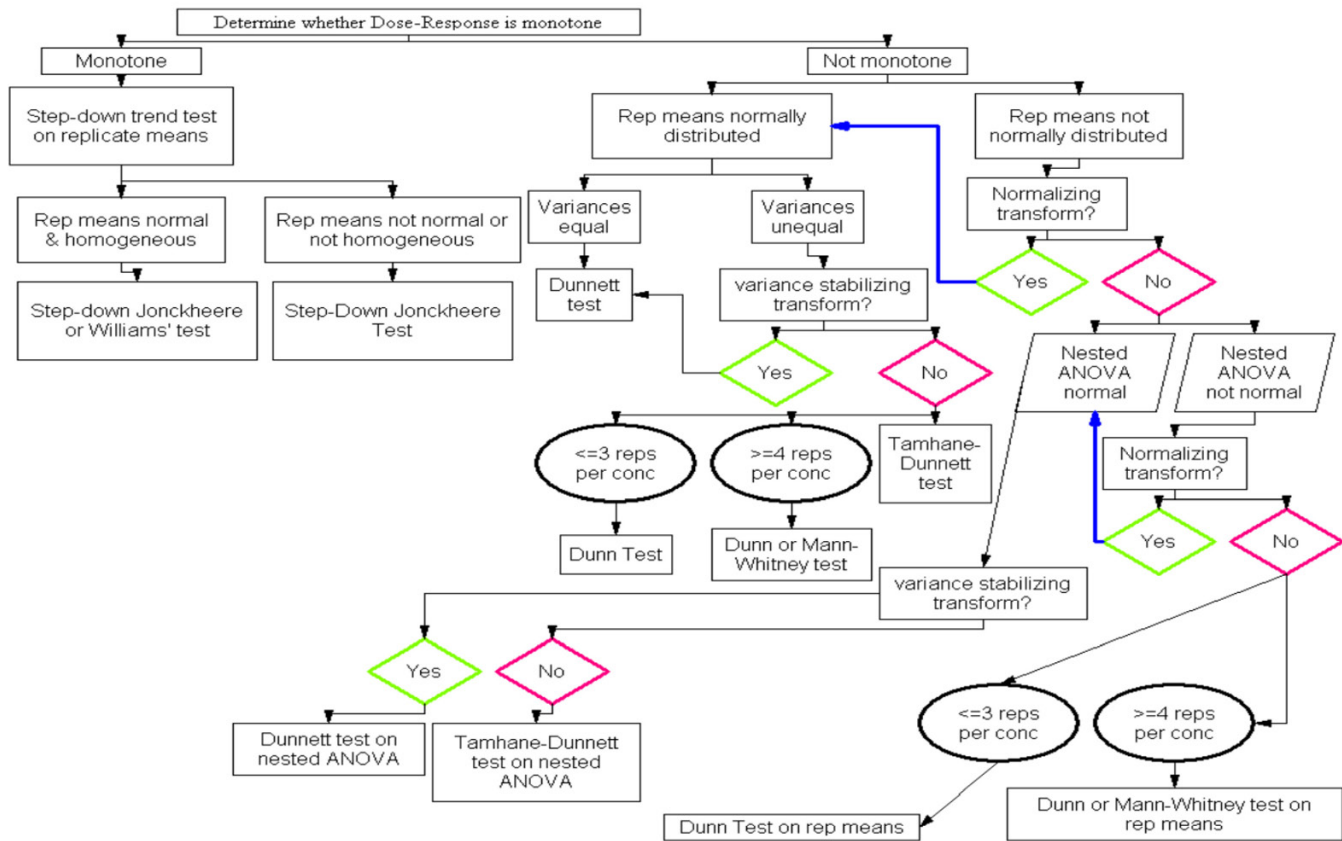 Determine whether Dose-Response is monotone
Monotone
Not monotone
Step-down trend test
on replicate means
Rep means normally
distributed
Rep means not
normally distributed
Rep means normal
& homogeneous
Rep means not normal or
not homogeneous
Variances
equal
Variances
unequal
Normalizing
transform?
Yes
No
Step-down Jonckheere
or Williams' test
Step-Down Jonckheere
Test
Dunnett
test
variance stabilizing
transform?
Yes
No
Nested
ANOVA
normal
Nested
ANOVA
not normal
<=3 reps
per conc
>=4 reps
per conc
Tamhane-
Dunnett
test
Normalizing
transform?
Yes
No
Dunn Test
Dunn or Mann-
Whitney test
variance stabilizing
transform?
Yes
No
<=3 reps
per conc
>=4 reps
per conc
Dunnett test on
nested ANOVA
Tamhane-Dunnett
test on nested
ANOVA
Dunn Test on rep means
Dunn or Mann-Whitney test on
rep means